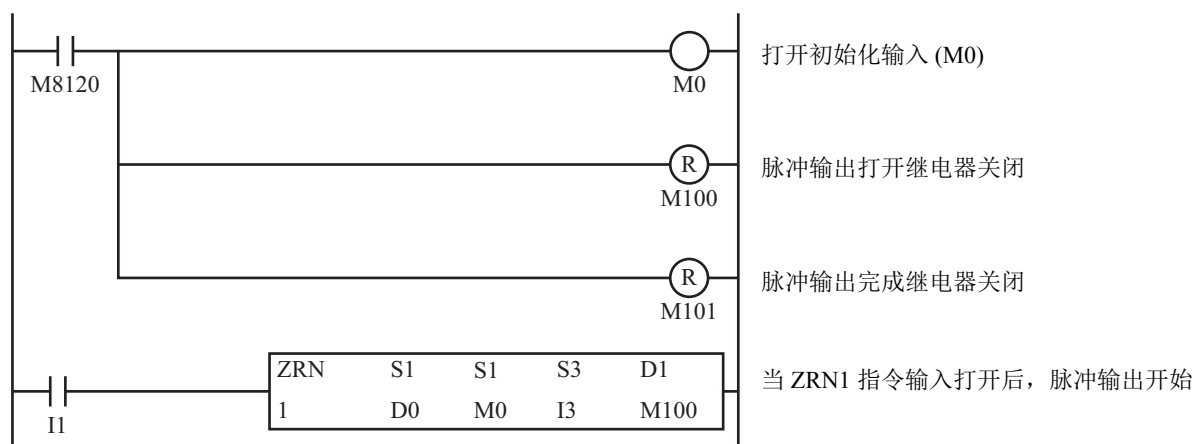 M8120
M0
打开初始化输入 (M0)
R
M100
脉冲输出打开继电器关闭
R
M101
脉冲输出完成继电器关闭
I1
ZRN S1 S1 S3 D1
1 D0 M0 I3 M100
当 ZRN1 指令输入打开后，脉冲输出开始